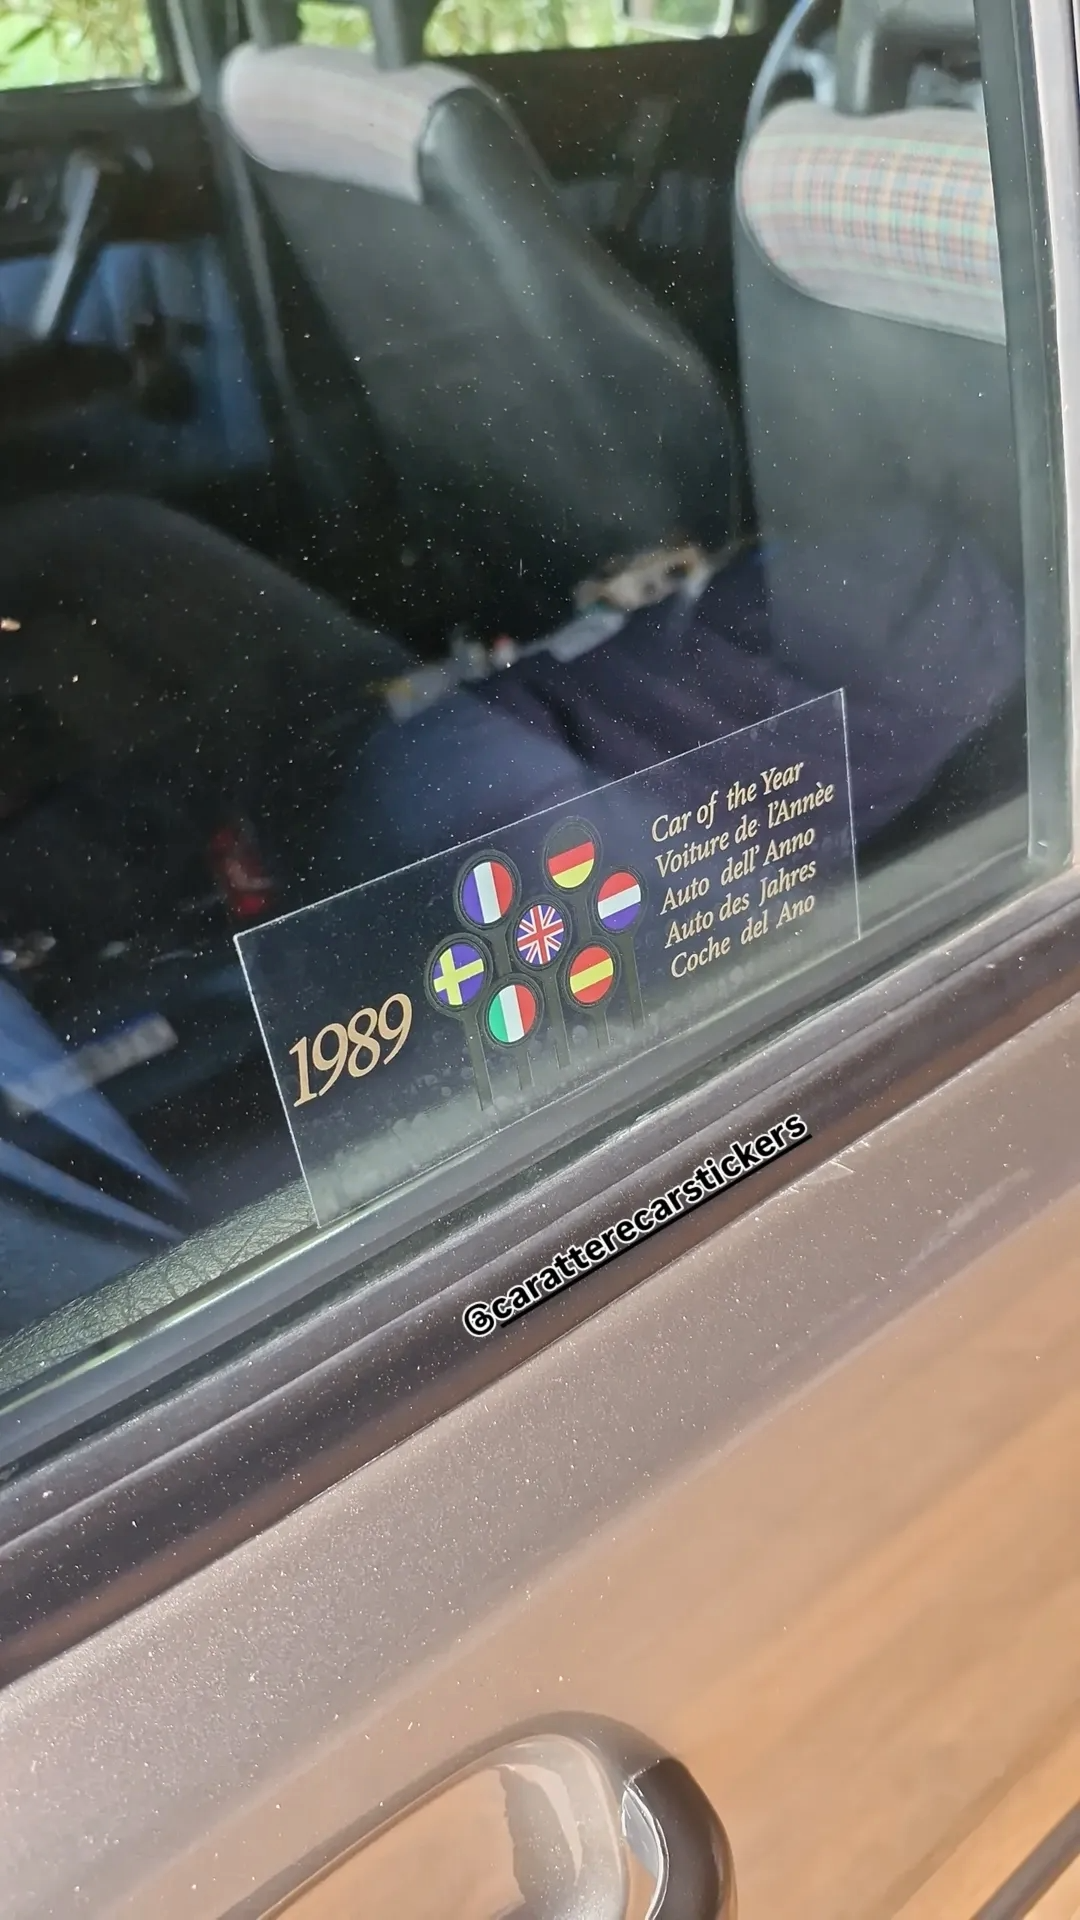 1989
Car of the Year
Voiture de l'Annèe
Auto dell' Anno
Auto des Jahres
Coche del Ano
@caratterecarstickers